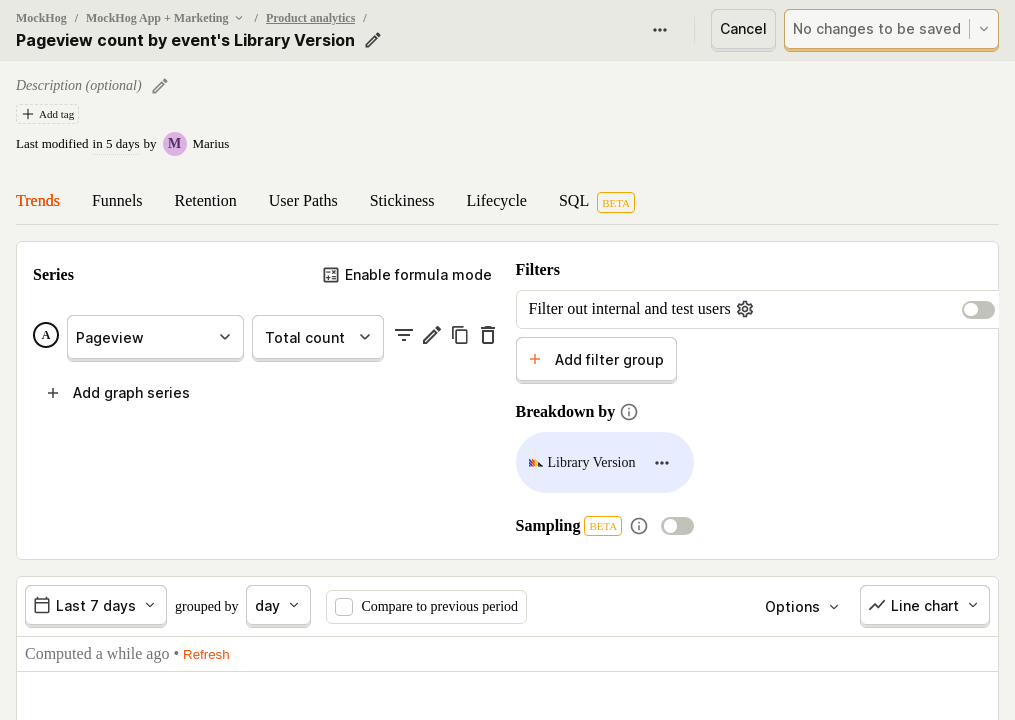 MockHog / MockHog App + Marketing / Product analytics /
Pageview count by event's Library Version
Cancel
No changes to be saved
Description (optional)
Add tag
Last modified in 5 days by M Marius
Trends Funnels Retention User Paths Stickiness Lifecycle SQL BETA
Series
Enable formula mode
A Pageview Total count
Add graph series
Filters
Filter out internal and test users
Add filter group
Breakdown by
Library Version
Sampling BETA
Last 7 days grouped by day Compare to previous period Options Line chart
Computed a while ago • Refresh